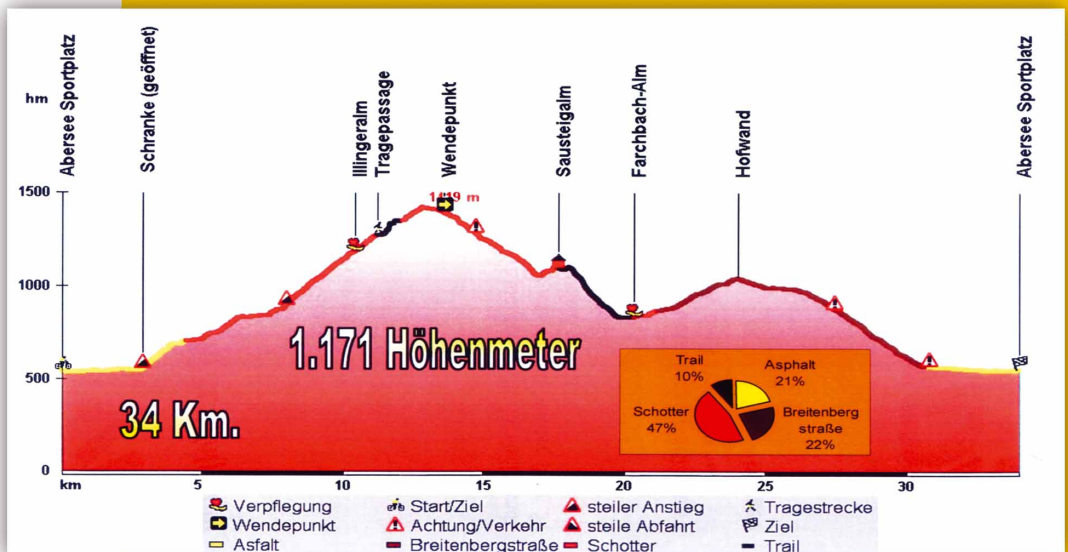 hm
Abersee Sportplatz
Schranke (geöffnet)
Illingeralm
Tragepassage
Wendepunkt
Sausteigalm
Farchbach-Alm
Hofwand
Abersee Sportplatz
1500
1419 m
1000
1.171 Höhenmeter
500
34 Km.
Trail
10%
Asphalt
21%
Schotter
47%
Breitenberg
straße
22%
0
km
5
10
15
20
25
30
Verpflegung
Start/Ziel
steiler Anstieg
Tragestrecke
Wendepunkt
Achtung/Verkehr
steile Abfahrt
Ziel
Asfalt
Breitenbergstraße
Schotter
Trail